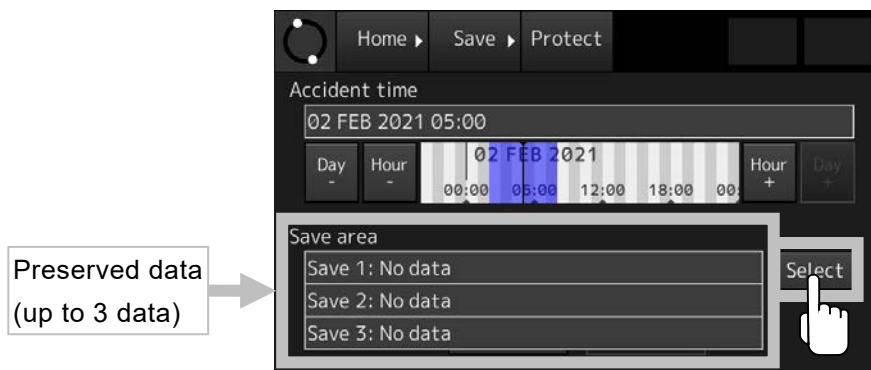 Home ▶ Save ▶ Protect
Accident time
02 FEB 2021 05:00
Day
-
Hour
-
02 FEB 2021
00:00 05:00 12:00 18:00 00:
Hour
+
Day
+
Save area
Save 1: No data
Save 2: No data
Save 3: No data
Select
Preserved data
(up to 3 data)